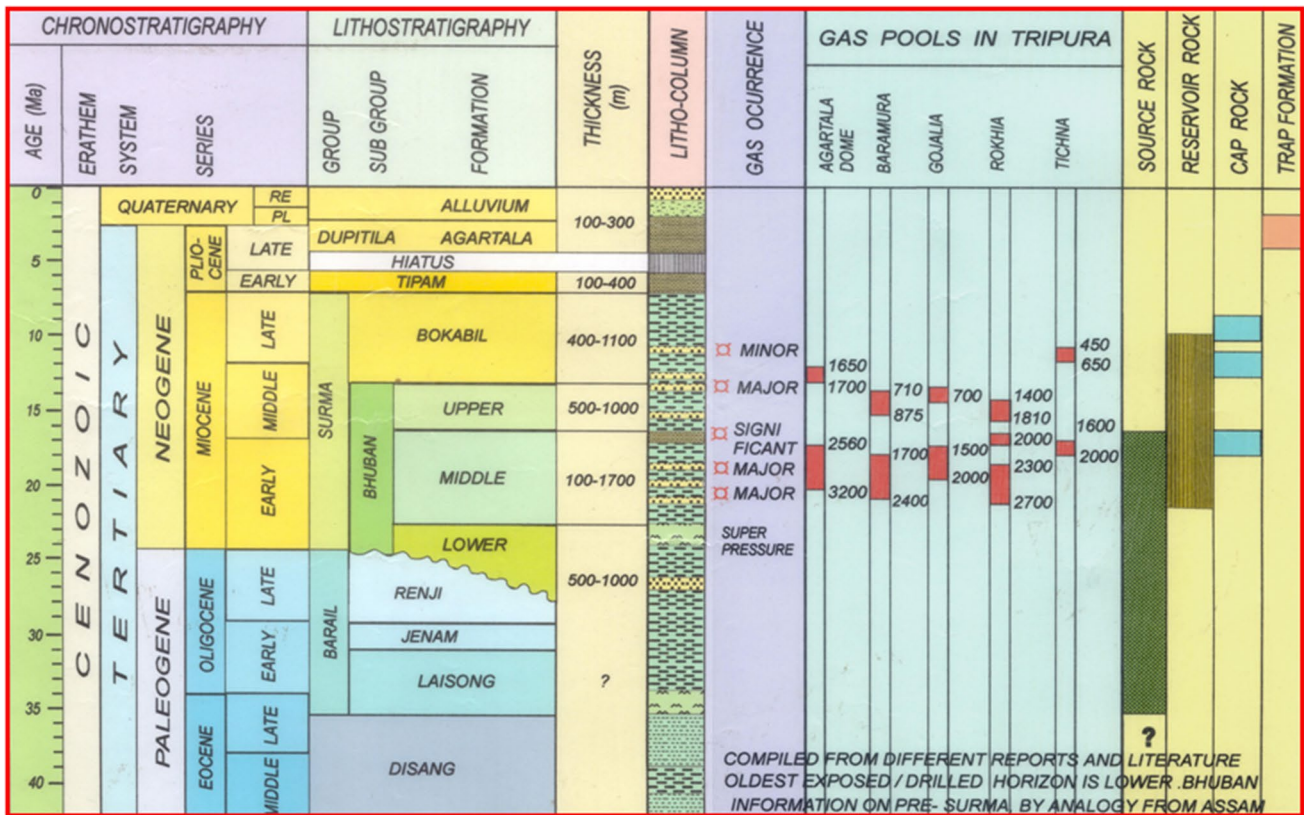 CHRONOSTRATIGRAPHY
LITHOSTRATIGRAPHY
AGE (Ma)
ERATHEM
SYSTEM
SERIES
GROUP
SUB GROUP
FORMATION
THICKNESS
(m)
LITHO-COLUMN
GAS OCURRENCE
GAS POOLS IN TRIPURA
AGARTALA
DOME
BARAMURA
GOJALIA
ROKHIA
TICHNA
SOURCE ROCK
RESERVOIR ROCK
CAP ROCK
TRAP FORMATION
0
5
10
15
20
25
30
35
40
CENOZOIC
TERTIARY
QUATERNARY
RE
PL
NEOGENE
PALEOGENE
PLIO-
CENE
LATE
EARLY
MIOCENE
LATE
MIDDLE
EARLY
OLIGOCENE
LATE
EARLY
EOCENE
LATE
MIDDLE
ALLUVIUM
DUPITILA
AGARTALA
HIATUS
TIPAM
SURMA
BOKABIL
BHUBAN
UPPER
MIDDLE
LOWER
BARAIL
RENJI
JENAM
LAISONG
DISANG
100-300
100-400
400-1100
500-1000
100-1700
500-1000
?
MINOR
MAJOR
SIGNI
FICANT
MAJOR
MAJOR
SUPER
PRESSURE
1650
1700
2560
3200
710
875
1700
2400
700
1500
2000
1400
1810
2000
2300
2700
450
650
1600
2000
?
COMPILED FROM DIFFERENT REPORTS AND LITERATURE
OLDEST EXPOSED / DRILLED HORIZON IS LOWER .BHUBAN
INFORMATION ON PRE- SURMA, BY ANALOGY FROM ASSAM